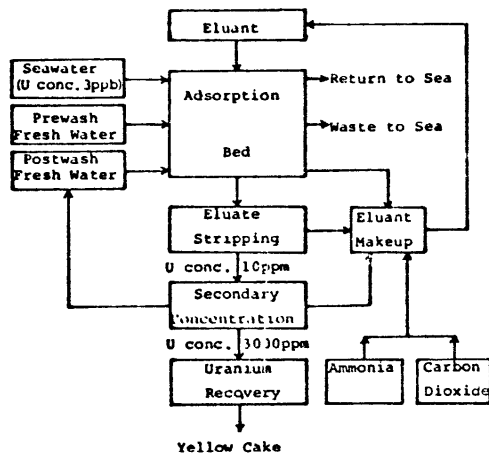 Eluant
Seawater
(U conc. 3ppb)
Prewash
Fresh Water
Postwash
Fresh Water
Adsorption
Bed
Return to Sea
Waste to Sea
Eluate
Stripping
Eluant
Makeup
U conc. 10ppm
Secondary
Concentration
U conc. 3000ppm
Uranium
Recovery
Ammonia
Carbon
Dioxide
Yellow Cake